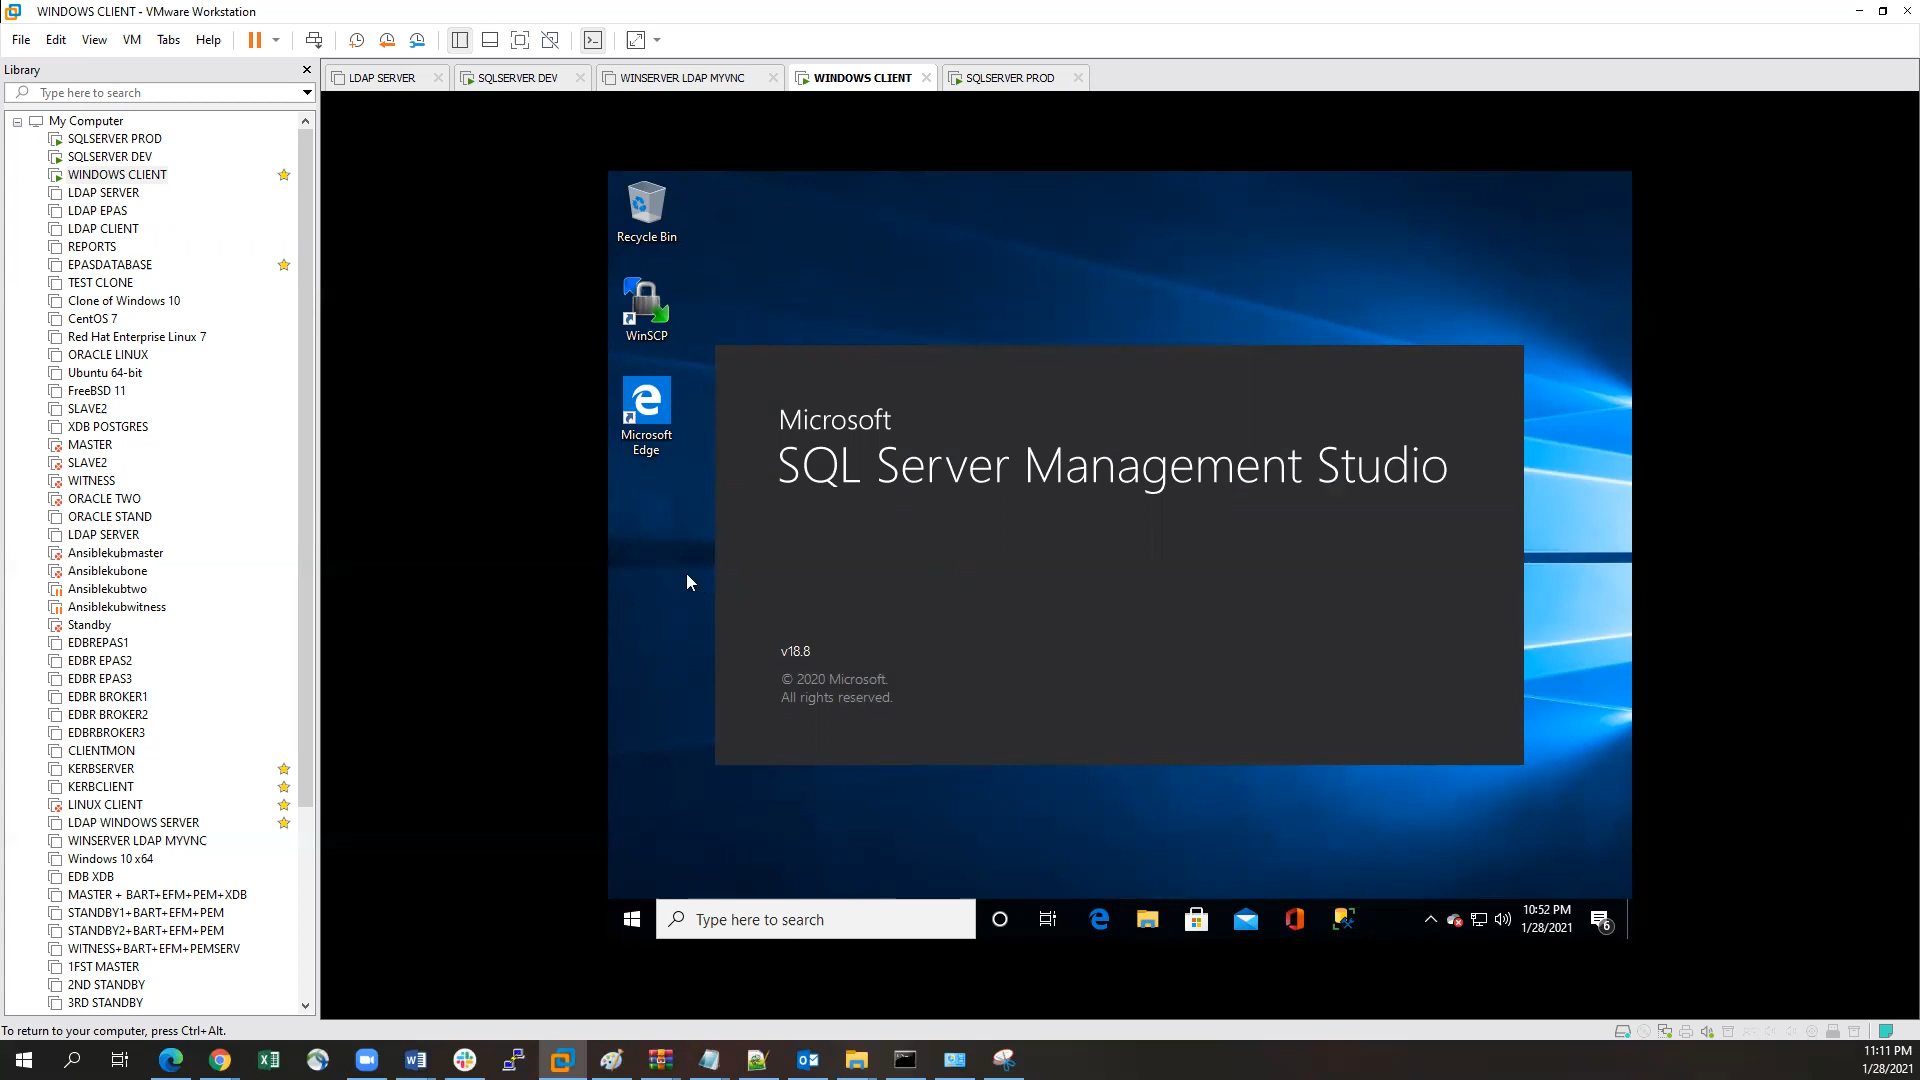 WINDOWS CLIENT - VMware Workstation
File Edit View VM Tabs Help
Library
Type here to search
LDAP SERVER SQLSERVER DEV WINSERVER LDAP MYVNC WINDOWS CLIENT SQLSERVER PROD
My Computer
SQLSERVER PROD
SQLSERVER DEV
WINDOWS CLIENT
LDAP SERVER
LDAP EPAS
LDAP CLIENT
REPORTS
EPASDATABASE
TEST CLONE
Clone of Windows 10
CentOS 7
Red Hat Enterprise Linux 7
ORACLE LINUX
Ubuntu 64-bit
FreeBSD 11
SLAVE2
XDB POSTGRES
MASTER
SLAVE2
WITNESS
ORACLE TWO
ORACLE STAND
LDAP SERVER
Ansiblekubmaster
Ansiblekubone
Ansiblekubtwo
Ansiblekubwitness
Standby
EDBREPAS1
EDBR EPAS2
EDBR EPAS3
EDBR BROKER1
EDBR BROKER2
EDBRBROKER3
CLIENTMON
KERBSERVER
KERBCLIENT
LINUX CLIENT
LDAP WINDOWS SERVER
WINSERVER LDAP MYVNC
Windows 10 x64
EDB XDB
MASTER + BART+EFM+PEM+XDB
STANDBY1+BART+EFM+PEM
STANDBY2+BART+EFM+PEM
WITNESS+BART+EFM+PEMSERV
1FST MASTER
2ND STANDBY
3RD STANDBY
Recycle Bin
WinSCP
Microsoft
Edge
Microsoft
SQL Server Management Studio
v18.8
© 2020 Microsoft.
All rights reserved.
Type here to search
10:52 PM
1/28/2021
6
To return to your computer, press Ctrl+Alt.
11:11 PM
1/28/2021